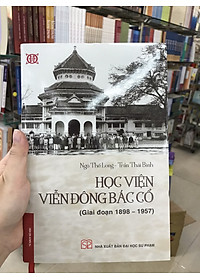 Ngô Thế Long - Trần Thái Bình
HỌC VIỆN
VIỄN ĐÔNG BÁC CỔ
(Giai đoạn 1898 - 1957)
NHÀ XUẤT BẢN ĐẠI HỌC SƯ PHẠM